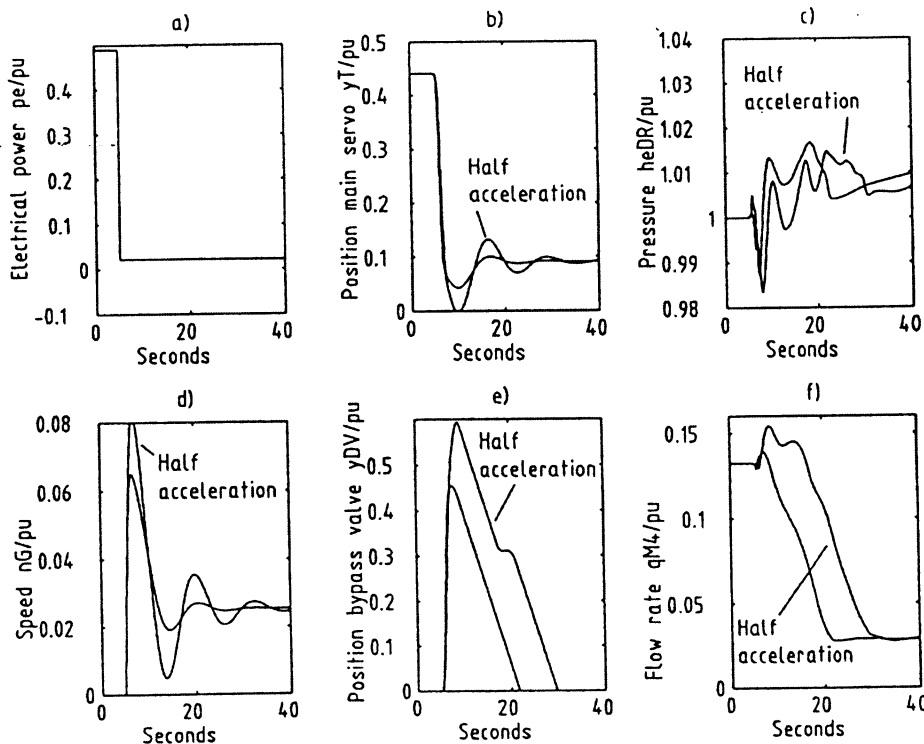 a)
Electrical power pe/pu
0.4
0.3
0.2
0.1
0
-0.1
0
20
40
Seconds
b)
Position main servo yT/pu
0.5
0.4
0.3
0.2
0.1
0
Half
acceleration
0
20
40
Seconds
c)
Pressure heDR/pu
1.04
1.03
1.02
1.01
1
0.99
0.98
Half
acceleration
0
20
40
Seconds
d)
Speed nG/pu
0.08
0.06
0.04
0.02
0
Half
acceleration
0
20
40
Seconds
e)
Position bypass valve yDV/pu
0.5
0.4
0.3
0.2
0.1
0
Half
acceleration
0
20
40
Seconds
f)
Flow rate qM4/pu
0.15
0.1
0.05
0
Half
acceleration
0
20
40
Seconds